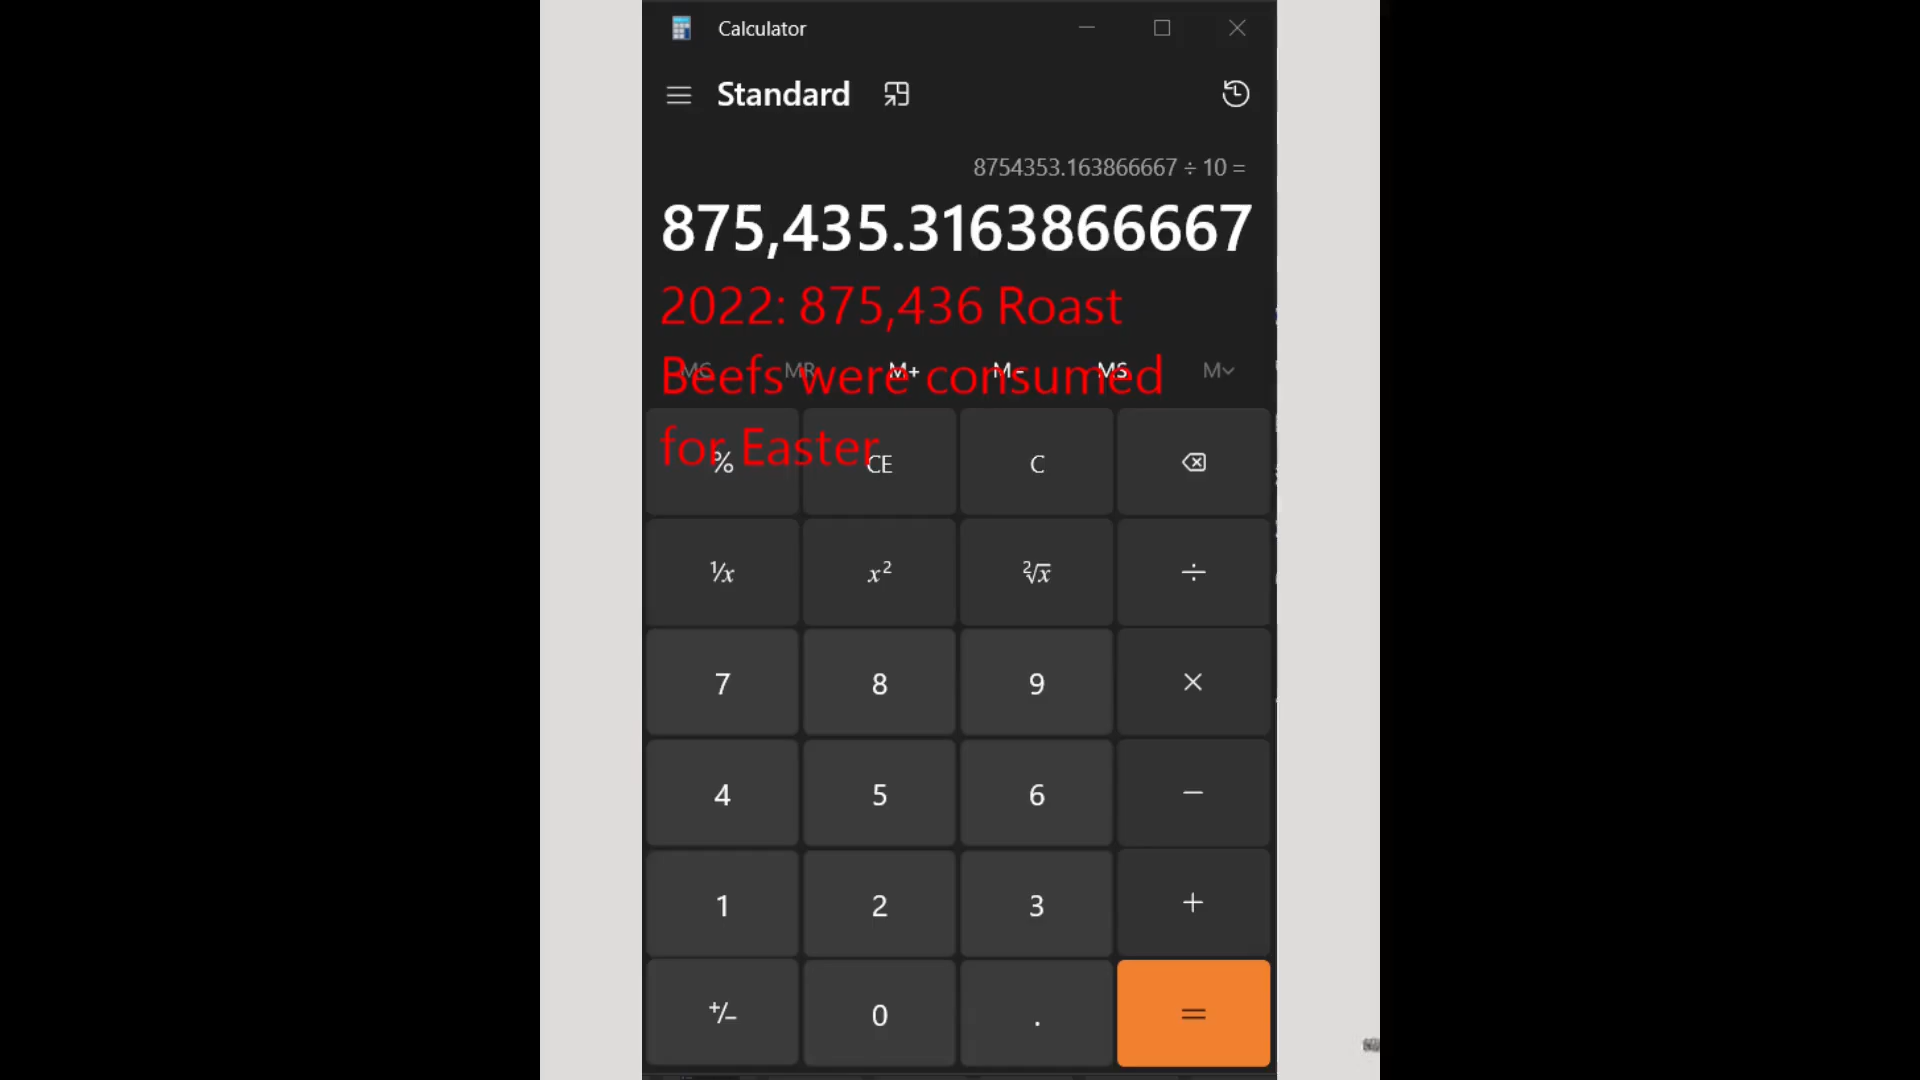 Calculator
Standard
8754353.163866667 ÷ 10 =
875,435.3163866667
2022: 875,436 Roast
Beefs were consumed
for Easter
MC MR M+ M- MS M
% CE C
1/x x² ²√x ÷
7 8 9 ×
4 5 6 −
1 2 3 +
+/− 0 . =